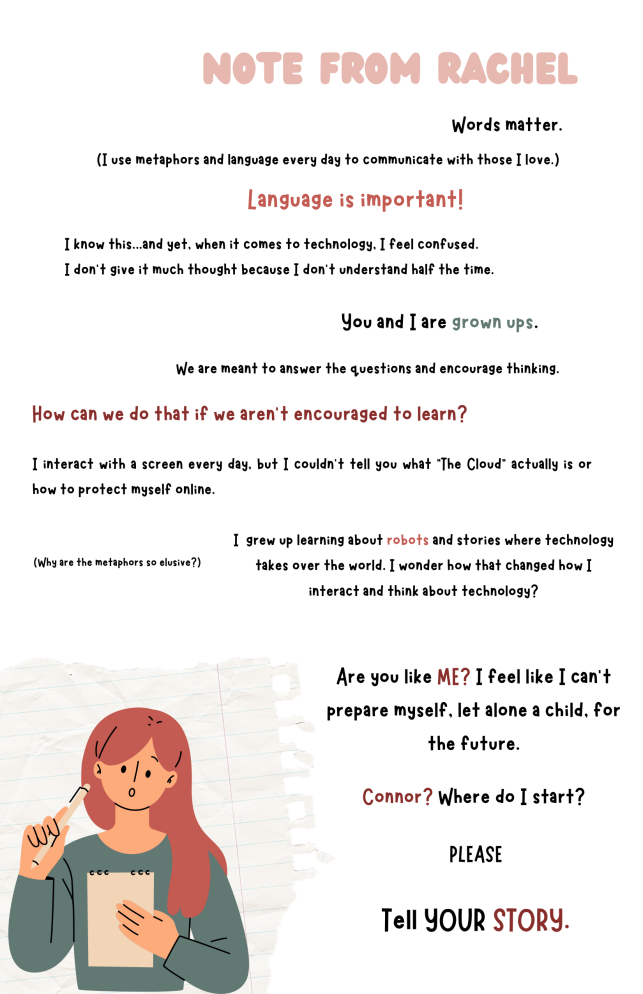 NOTE FROM RACHEL
Words matter.
(I use metaphors and language every day to communicate with those I love.)
Language is important!
I know this...and yet, when it comes to technology, I feel confused.
I don't give it much thought because I don't understand half the time.
You and I are grown ups.
We are meant to answer the questions and encourage thinking.
How can we do that if we aren't encouraged to learn?
I interact with a screen every day, but I couldn't tell you what "The Cloud" actually is or
how to protect myself online.
(Why are the metaphors so elusive?)
I grew up learning about robots and stories where technology
takes over the world. I wonder how that changed how I
interact and think about technology?
Are you like ME? I feel like I can't
prepare myself, let alone a child, for
the future.
Connor? Where do I start?
PLEASE
Tell YOUR STORY.